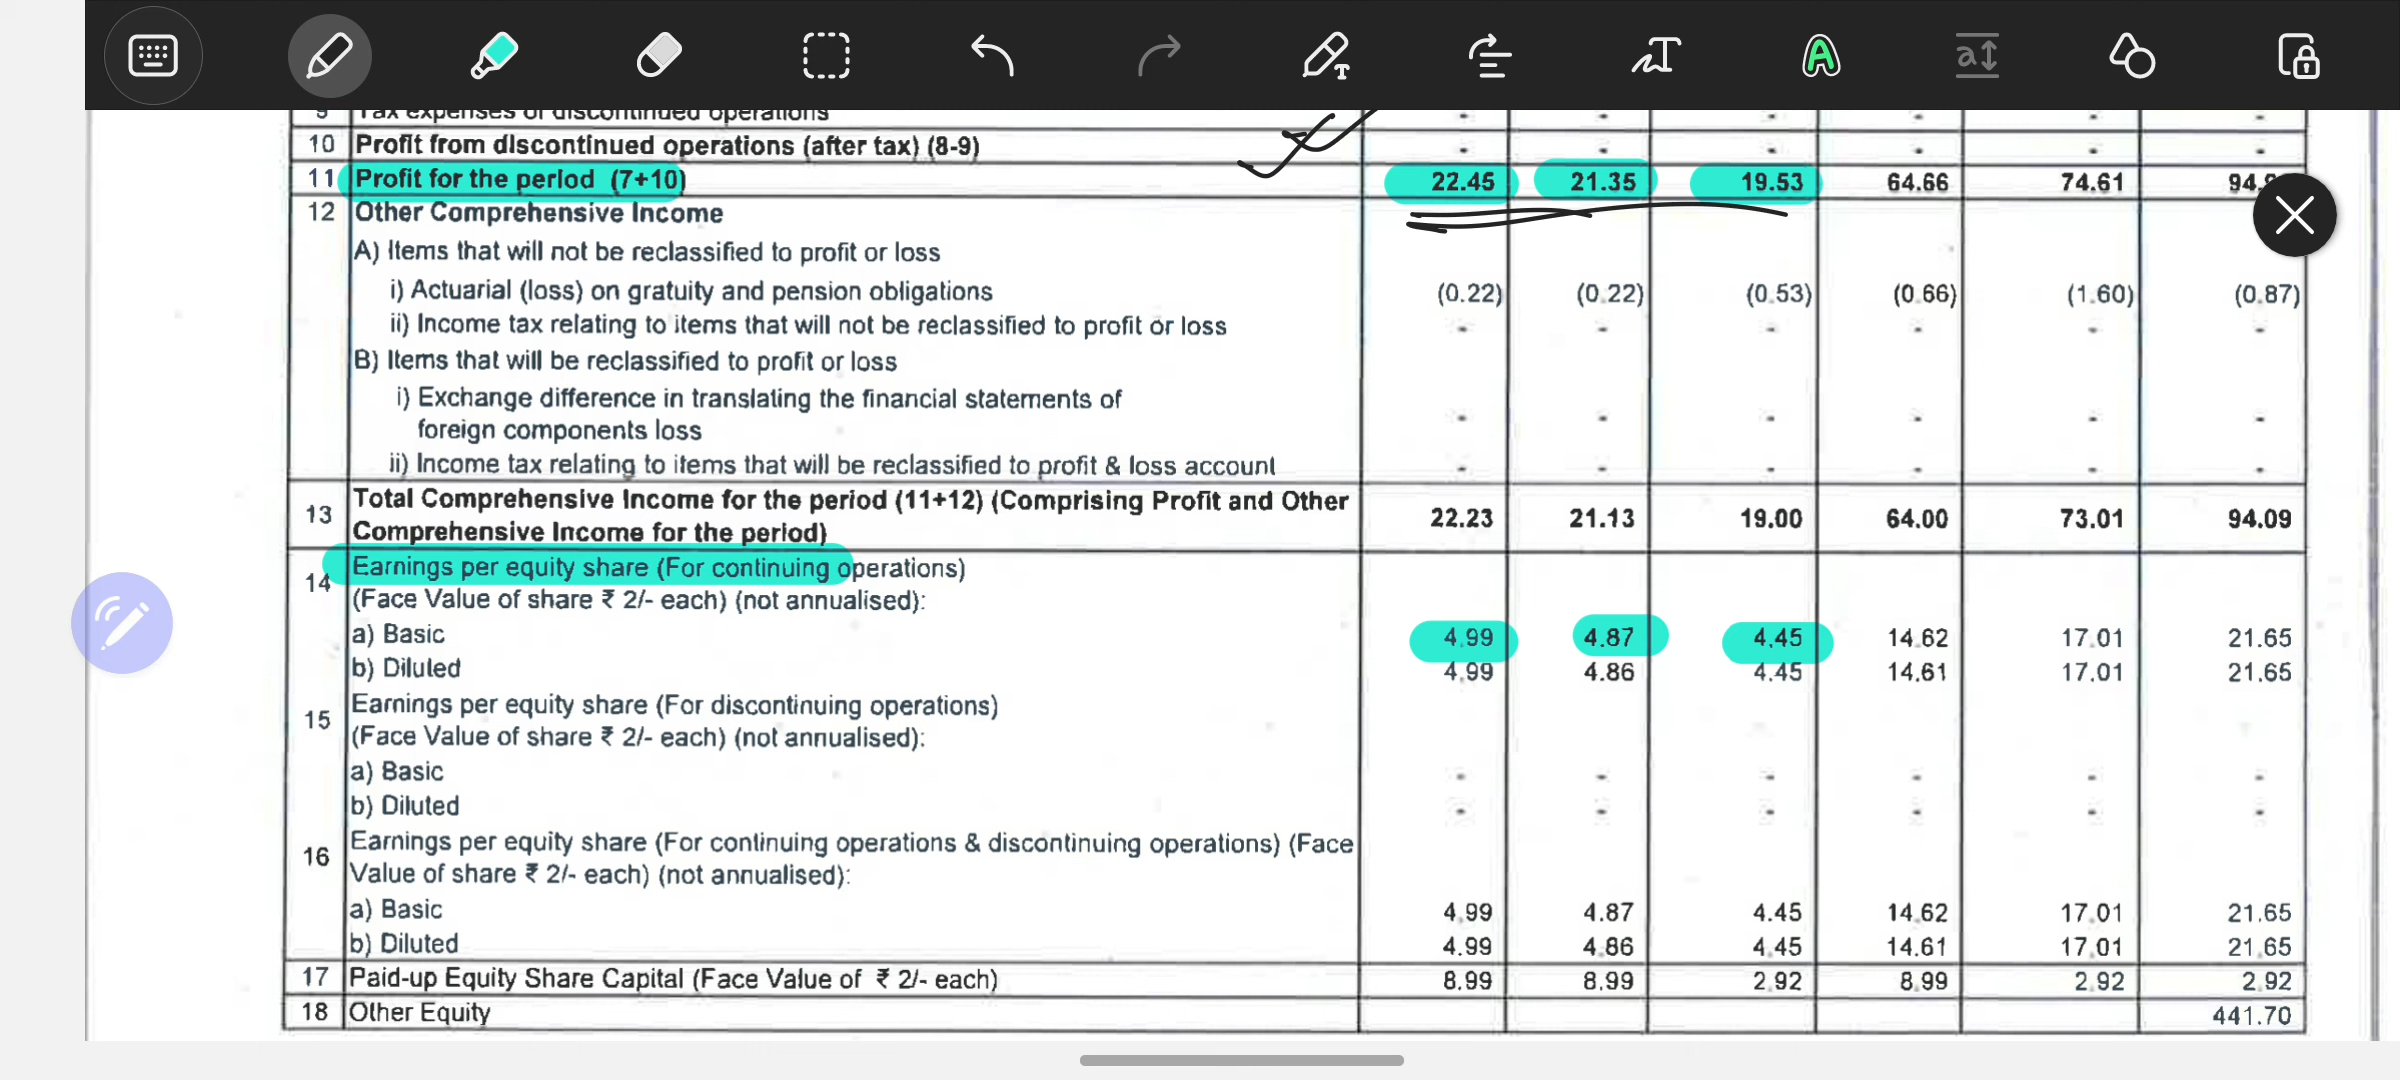 9 Tax expenses of discontinued operations - - - - - -
10 Profit from discontinued operations (after tax) (8-9) - - - - - -
11 Profit for the period (7+10) 22.45 21.35 19.53 64.66 74.61
12 Other Comprehensive Income
A) Items that will not be reclassified to profit or loss
i) Actuarial (loss) on gratuity and pension obligations (0.22) (0.22) (0.53) (0.66) (1.60) (0.87)
ii) Income tax relating to items that will not be reclassified to profit or loss - - - - - -
B) Items that will be reclassified to profit or loss
i) Exchange difference in translating the financial statements of
foreign components loss - - - - - -
ii) Income tax relating to items that will be reclassified to profit & loss account - - - - - -
13 Total Comprehensive Income for the period (11+12) (Comprising Profit and Other
Comprehensive Income for the period) 22.23 21.13 19.00 64.00 73.01 94.09
14 Earnings per equity share (For continuing operations)
(Face Value of share ₹ 2/- each) (not annualised):
a) Basic 4.99 4.87 4.45 14.62 17.01 21.65
b) Diluted 4.99 4.86 4.45 14.61 17.01 21.65
15 Earnings per equity share (For discontinuing operations)
(Face Value of share ₹ 2/- each) (not annualised):
a) Basic - - - - - -
b) Diluted - - - - - -
16 Earnings per equity share (For continuing operations & discontinuing operations) (Face
Value of share ₹ 2/- each) (not annualised):
a) Basic 4.99 4.87 4.45 14.62 17.01 21.65
b) Diluted 4.99 4.86 4.45 14.61 17.01 21.65
17 Paid-up Equity Share Capital (Face Value of ₹ 2/- each) 8.99 8.99 2.92 8.99 2.92 2.92
18 Other Equity 441.70